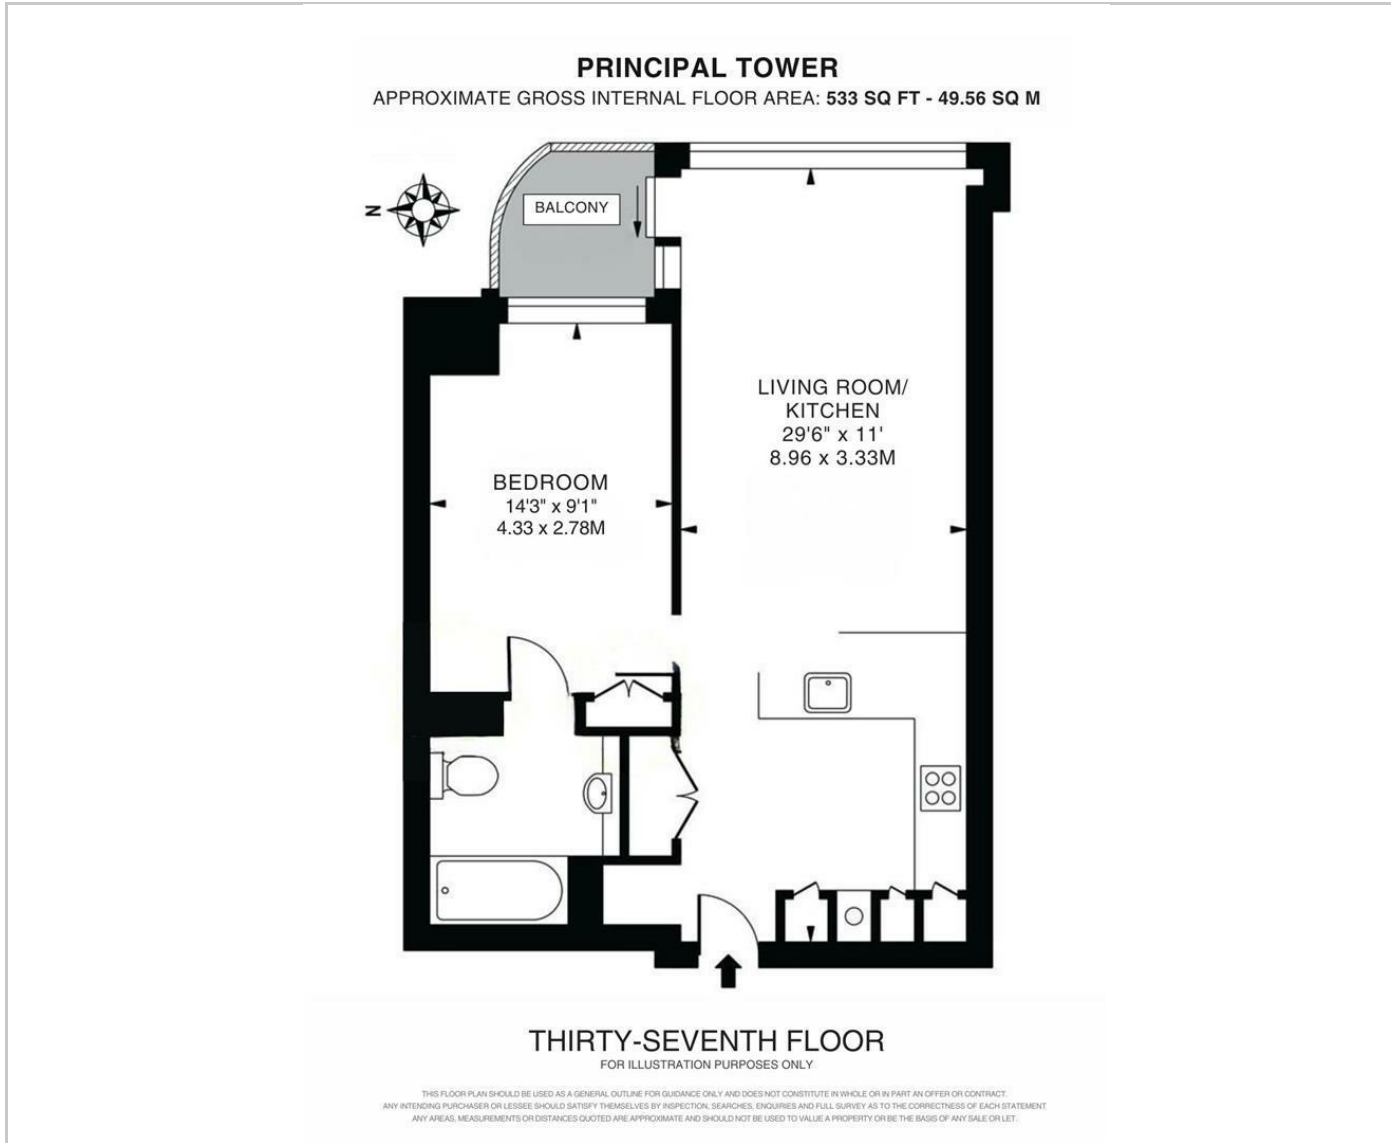 PRINCIPAL TOWER
APPROXIMATE GROSS INTERNAL FLOOR AREA: 533 SQ FT - 49.56 SQ M
N
BALCONY
LIVING ROOM/
KITCHEN
29'6" x 11'
8.96 x 3.33M
BEDROOM
14'3" x 9'1"
4.33 x 2.78M
THIRTY-SEVENTH FLOOR
FOR ILLUSTRATION PURPOSES ONLY
THIS FLOOR PLAN SHOULD BE USED AS A GENERAL OUTLINE FOR GUIDANCE ONLY AND DOES NOT CONSTITUTE IN WHOLE OR IN PART AN OFFER OR CONTRACT.
ANY INTENDING PURCHASER OR LESSEE SHOULD SATISFY THEMSELVES BY INSPECTION, SEARCHES, ENQUIRIES AND FULL SURVEY AS TO THE CORRECTNESS OF EACH STATEMENT
ANY AREAS, MEASUREMENTS OR DISTANCES QUOTED ARE APPROXIMATE AND SHOULD NOT BE USED TO VALUE A PROPERTY OR BE THE BASIS OF ANY SALE OR LET.